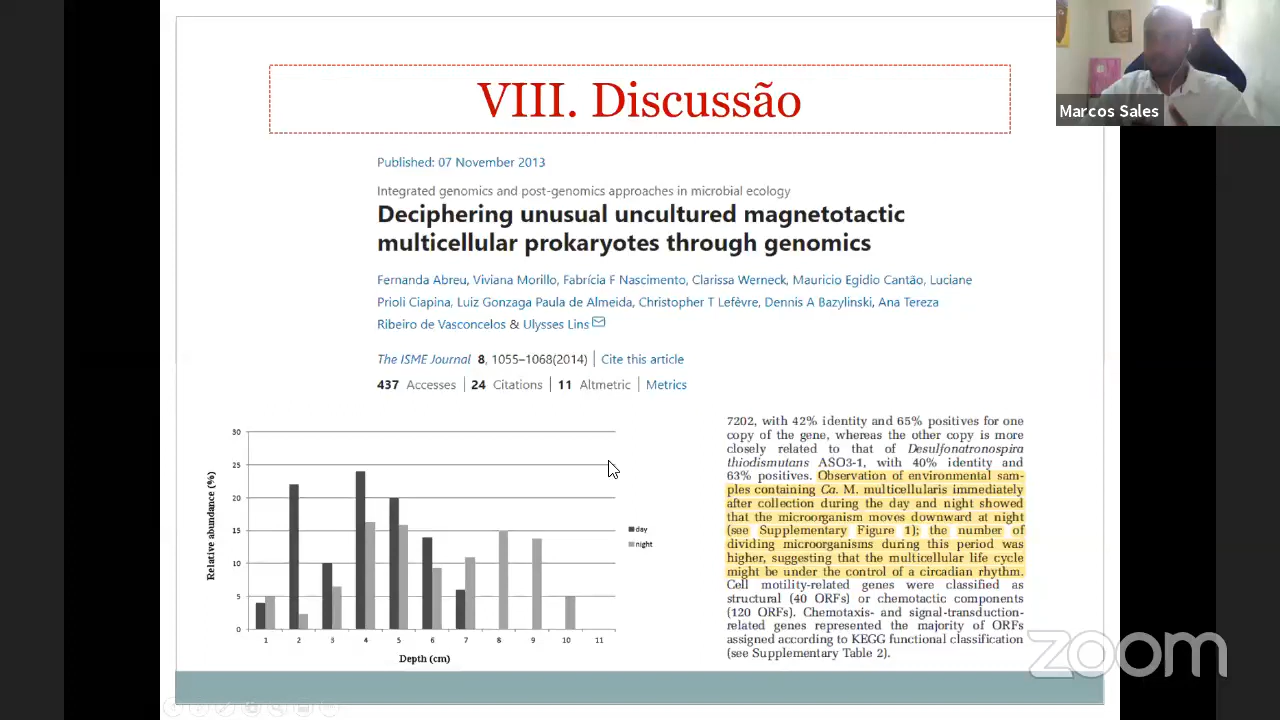 VIII. Discussão
Marcos Sales
Published: 07 November 2013
Integrated genomics and post-genomics approaches in microbial ecology
Deciphering unusual uncultured magnetotactic
multicellular prokaryotes through genomics
Fernanda Abreu, Viviana Morillo, Fabrícia F Nascimento, Clarissa Werneck, Mauricio Egidio Cantão, Luciane
Prioli Ciapina, Luiz Gonzaga Paula de Almeida, Christopher T Lefèvre, Dennis A Bazylinski, Ana Tereza
Ribeiro de Vasconcelos & Ulysses Lins
The ISME Journal 8, 1055–1068(2014) | Cite this article
437 Accesses | 24 Citations | 11 Altmetric | Metrics
30
25
20
15
10
5
0
Relative abundance (%)
1 2 3 4 5 6 7 8 9 10 11
Depth (cm)
day
night
7202, with 42% identity and 65% positives for one
copy of the gene, whereas the other copy is more
closely related to that of Desulfonatronospira
thiodismutans ASO3-1, with 40% identity and
63% positives. Observation of environmental sam-
ples containing Ca. M. multicellularis immediately
after collection during the day and night showed
that the microorganism moves downward at night
(see Supplementary Figure 1); the number of
dividing microorganisms during this period was
higher, suggesting that the multicellular life cycle
might be under the control of a circadian rhythm.
Cell motility-related genes were classified as
structural (40 ORFs) or chemotactic components
(120 ORFs). Chemotaxis- and signal-transduction-
related genes represented the majority of ORFs
assigned according to KEGG functional classification
(see Supplementary Table 2).
zoom